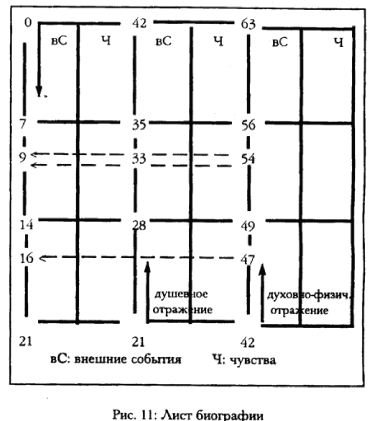 0 42 63
вС Ч вС Ч вС Ч
7 35 56
9 33 54
14 28 49
16 47
душевное
отражение
духовно-физич.
отражение
21 21 42
вС: внешние события Ч: чувства
Рис. 11: Лист биографии